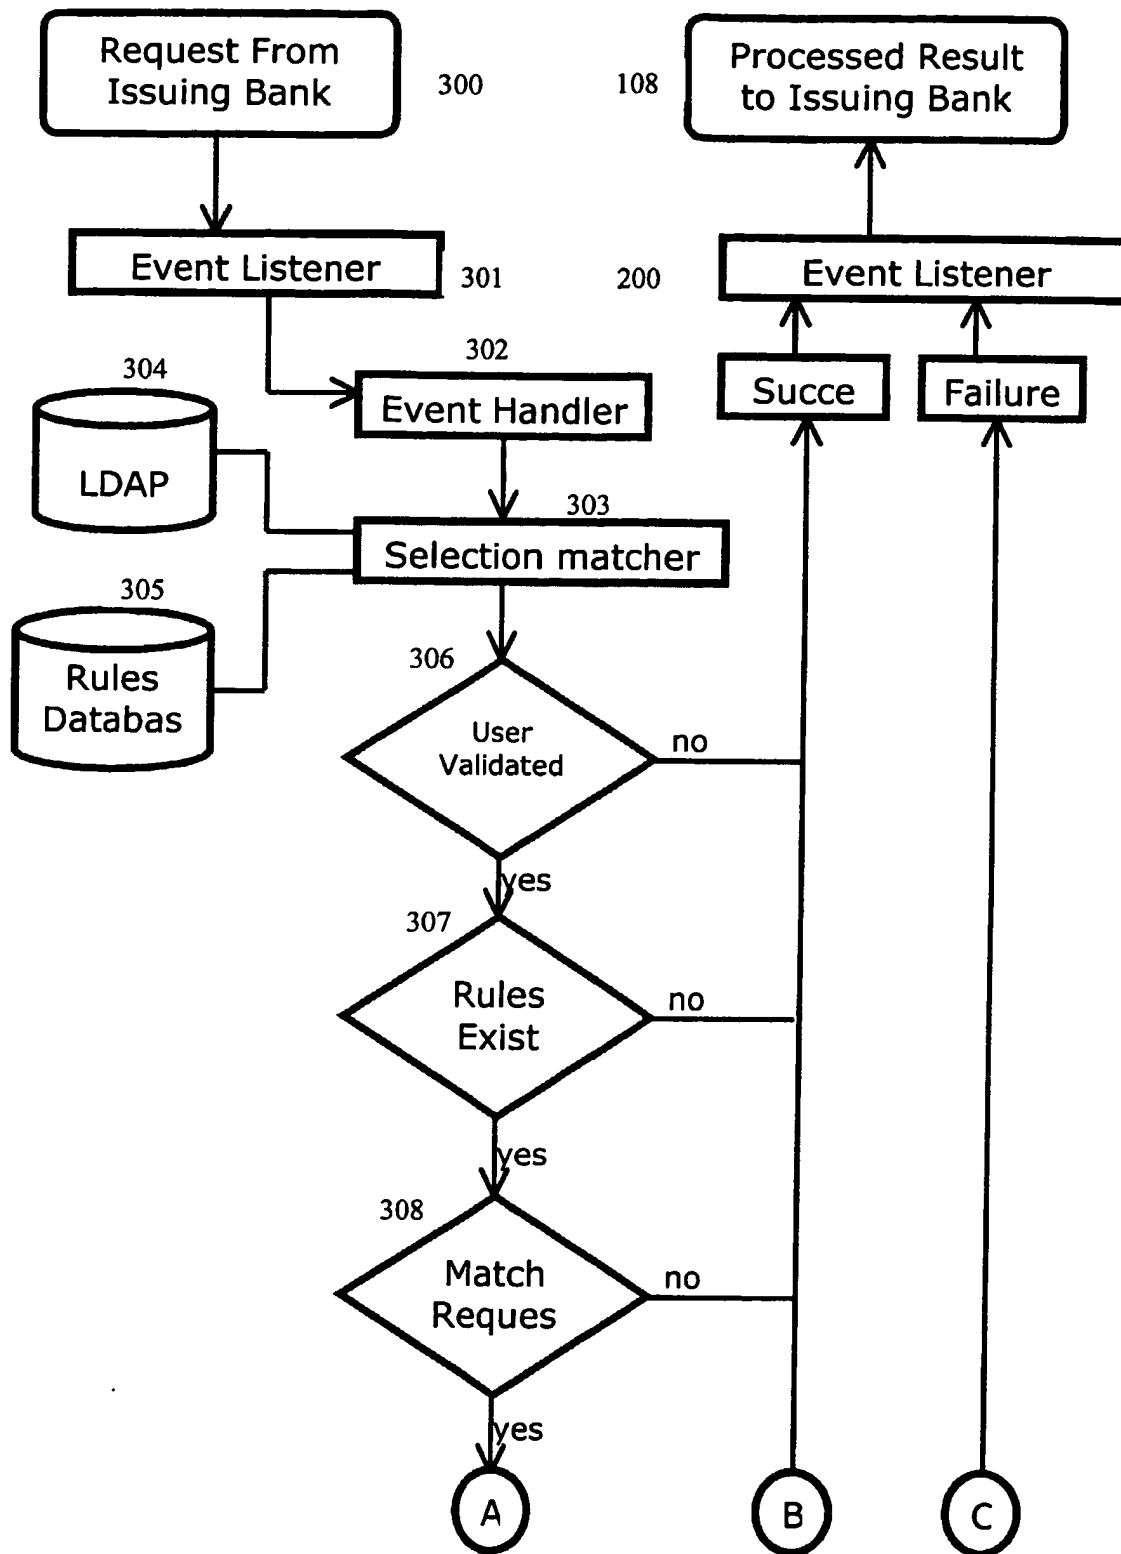 Request From
Issuing Bank
300
108
Processed Result
to Issuing Bank
Event Listener
301
200
Event Listener
302
304
Event Handler
Succe
Failure
LDAP
303
Selection matcher
305
Rules
Databas
306
User
Validated
no
yes
307
Rules
Exist
no
yes
308
Match
Reques
no
yes
A
B
C